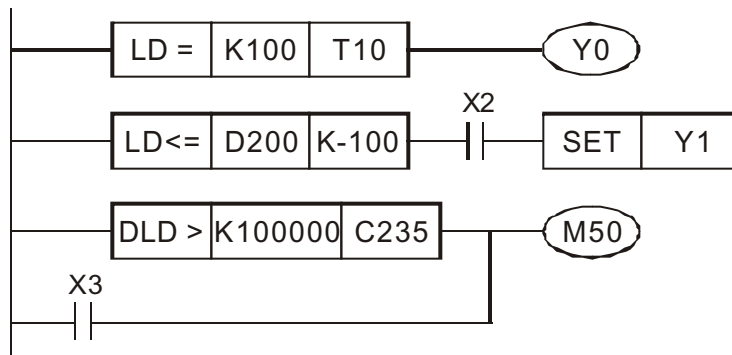 LD = K100 T10 Y0
X2
LD<= D200 K-100 SET Y1
DLD > K100000 C235 M50
X3